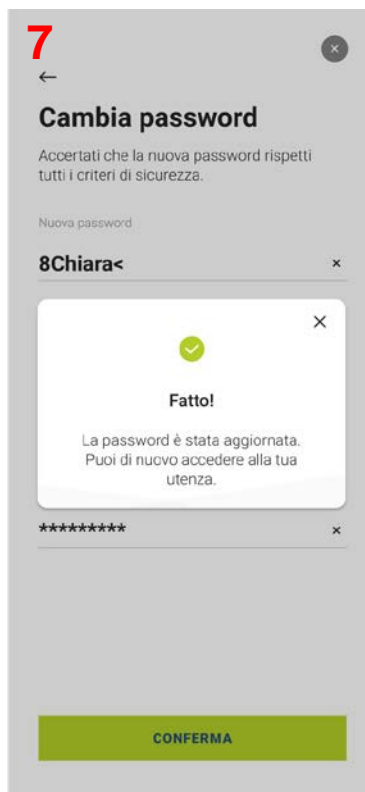 7
Cambia password
Accertati che la nuova password rispetti
tutti i criteri di sicurezza.
Nuova password
8Chiara<
Fatto!
La password è stata aggiornata.
Puoi di nuovo accedere alla tua
utenza.
*********
CONFERMA